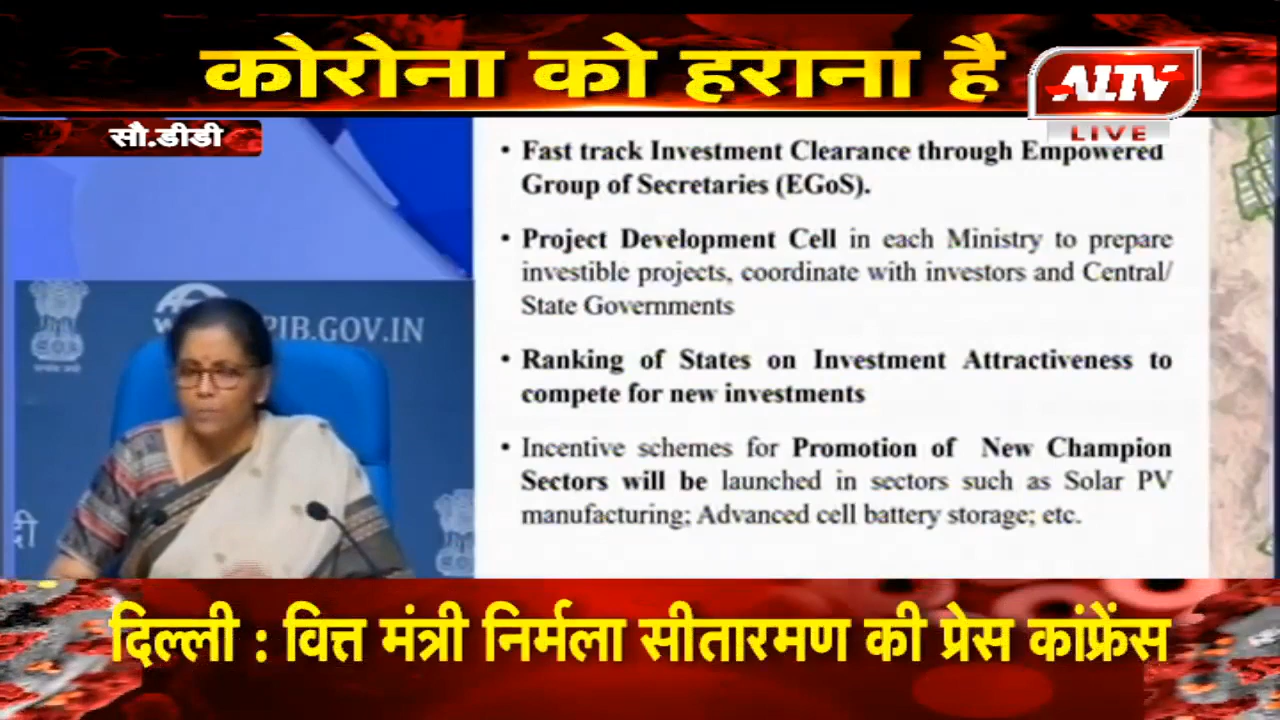 कोरोना को हराना है
ALTV
LIVE
सौ.डीडी
• Fast track Investment Clearance through Empowered
Group of Secretaries (EGoS).
• Project Development Cell in each Ministry to prepare
investible projects, coordinate with investors and Central/
State Governments
• Ranking of States on Investment Attractiveness to
compete for new investments
• Incentive schemes for Promotion of New Champion
Sectors will be launched in sectors such as Solar PV
manufacturing; Advanced cell battery storage; etc.
PIB.GOV.IN
दिल्ली : वित्त मंत्री निर्मला सीतारमण की प्रेस कांफ्रेंस